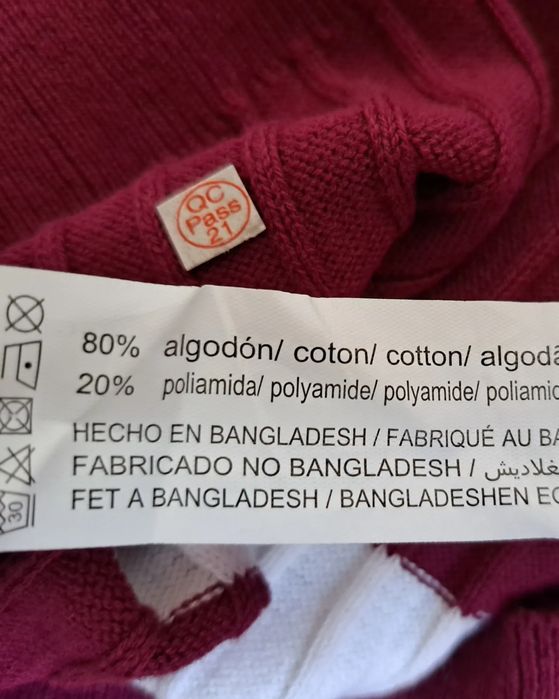 QC
Pass
21
80% algodón/ coton/ cotton/
20% poliamida/ polyamide/ polyamide/
HECHO EN BANGLADESH / FABRIQUÉ AU
FABRICADO NO BANGLADESH /
FET A BANGLADESH / BANGLADESHEN
30